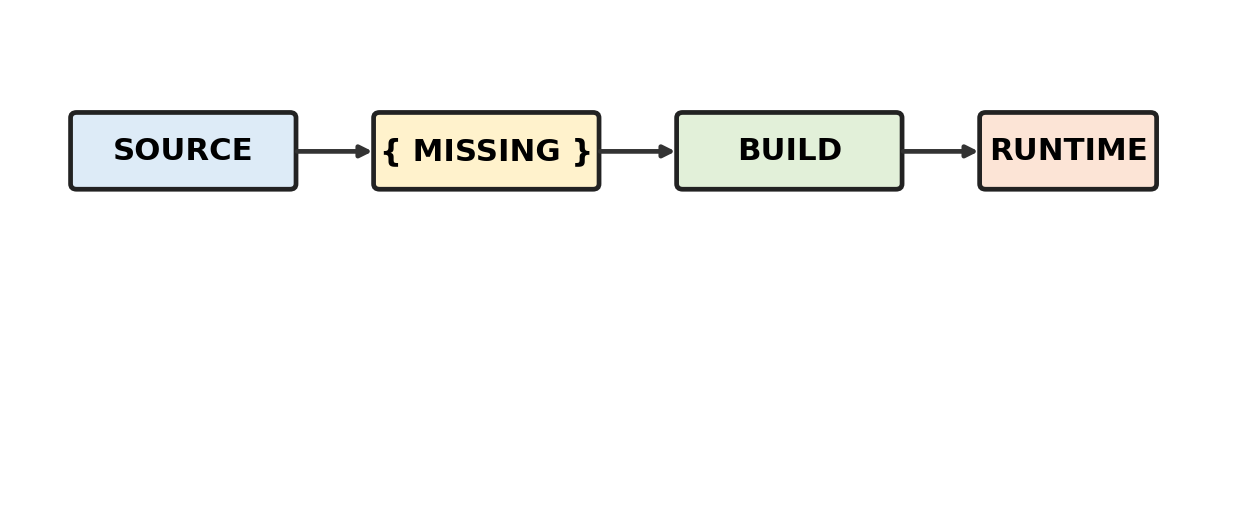 SOURCE
{ MISSING }
BUILD
RUNTIME